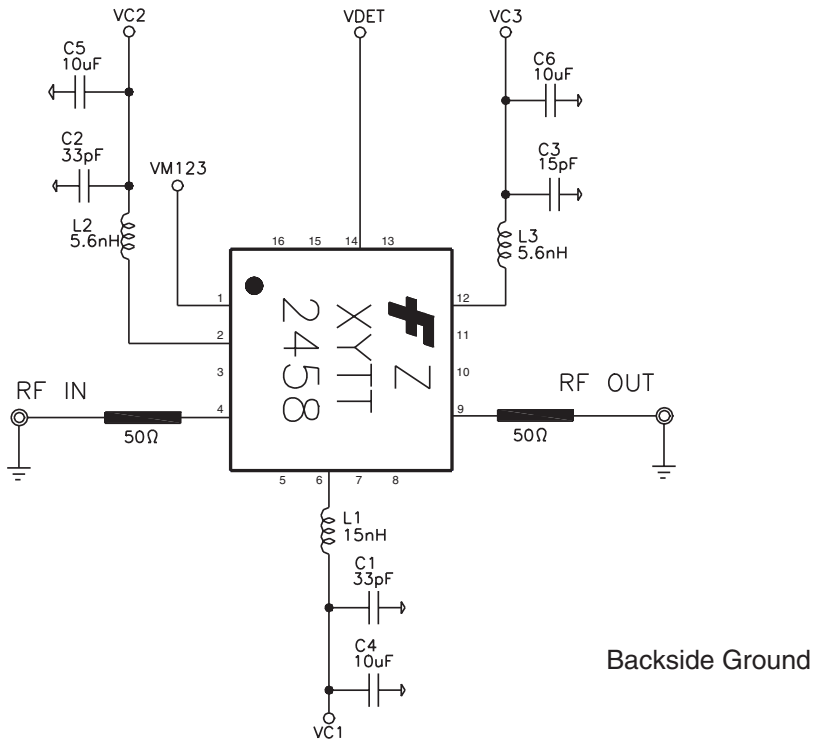 VC2
VDET
VC3
C5
10uF
C6
10uF
C2
33pF
C3
15pF
VM123
L2
5.6nH
L3
5.6nH
16 15 14 13
1
2
3
4
12
11
10
9
5 6 7 8
Z
XYTT
2458
RF IN
50Ω
RF OUT
50Ω
L1
15nH
C1
33pF
C4
10uF
VC1
Backside Ground